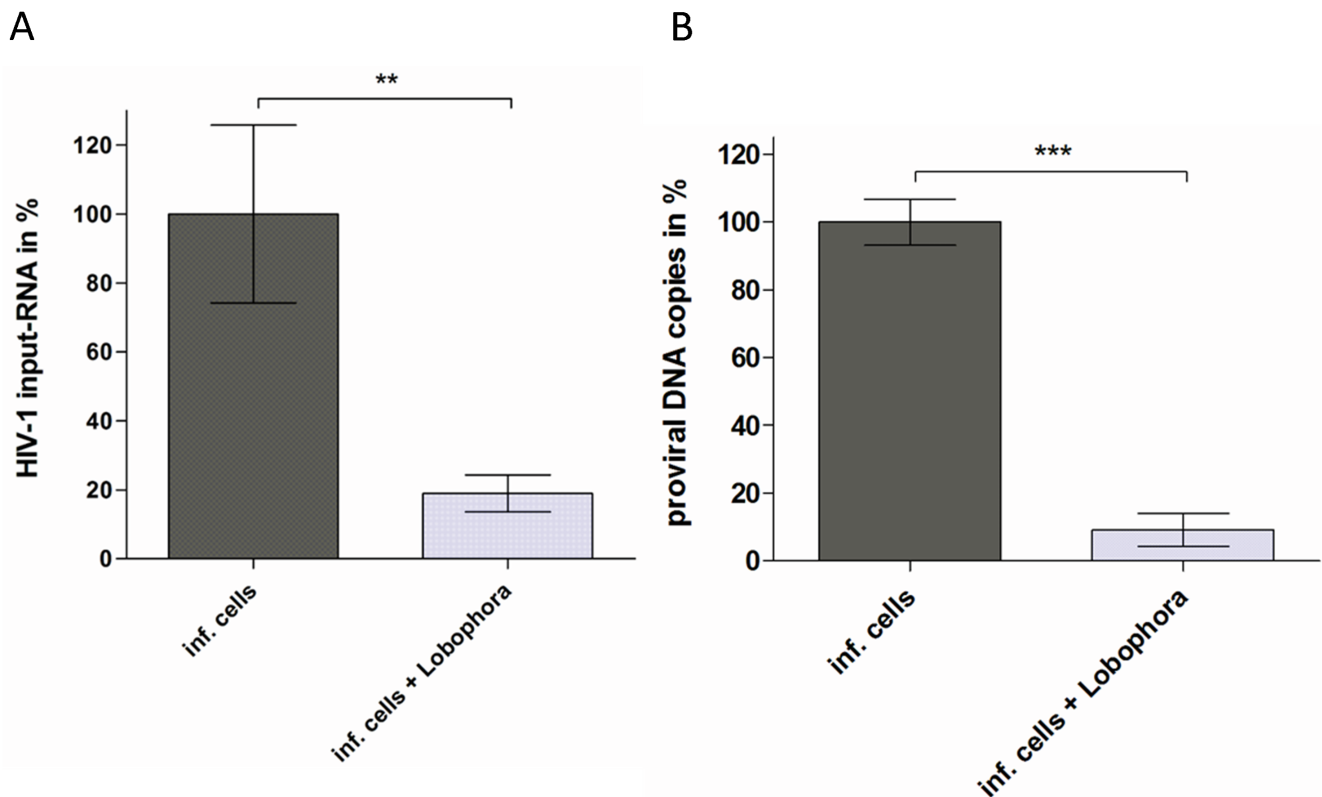 A
**
HIV-1 input-RNA in %
120
100
80
60
40
20
0
inf. cells
inf. cells + Lobophora
B
***
proviral DNA copies in %
120
100
80
60
40
20
0
inf. cells
inf. cells + Lobophora